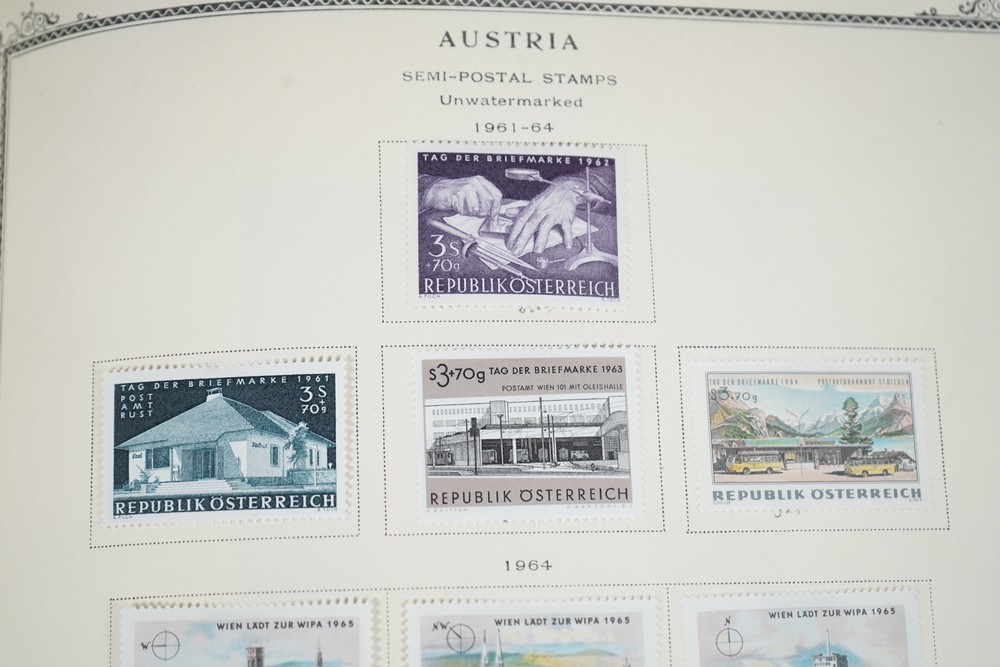 AUSTRIA
SEMI-POSTAL STAMPS
Unwatermarked
1961-64
TAG DER BRIEFMARKE 1962
3s
+70g
REPUBLIK ÖSTERREICH
TAG DER BRIEFMARKE 1961
POST
AMT
RUST
3s
+
70g
REPUBLIK ÖSTERREICH
S3+70g TAG DER BRIEFMARKE 1963
POSTAMT WIEN 101 MIT GLEISHALLE
REPUBLIK ÖSTERREICH
TAG DER BRIEFMARKE 1964
S3+70g
REPUBLIK ÖSTERREICH
1964
WIEN LÄDT ZUR WIPA 1965
W
WIEN LÄDT ZUR WIPA 1965
NW
WIEN LÄDT ZUR WIPA 1965
N